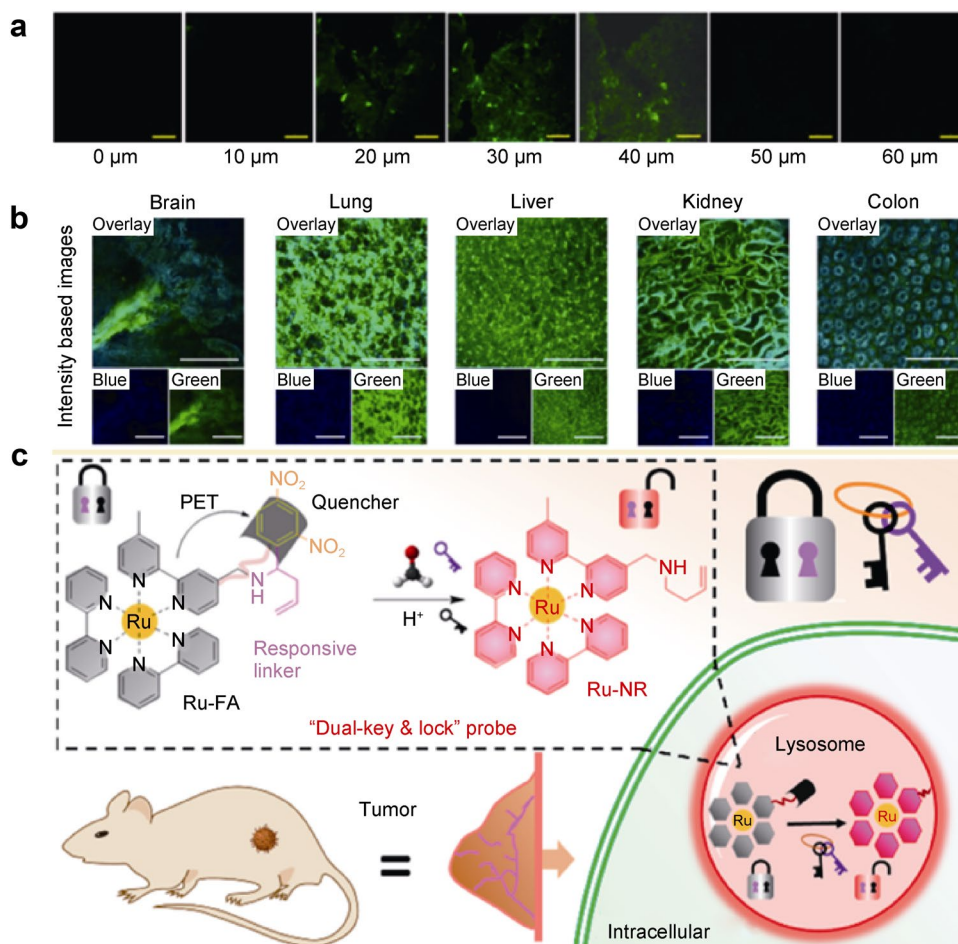 a
0 μm 10 μm 20 μm 30 μm 40 μm 50 μm 60 μm
b
Brain Lung Liver Kidney Colon
Intensity based images
Overlay Overlay Overlay Overlay Overlay
Blue Green Blue Green Blue Green Blue Green Blue Green
c
NO₂
PET Quencher
NO₂
N H
N N N N N N
Ru
Responsive
linker
Ru-FA
H⁺
NH
N N N N N N
Ru
Ru-NR
“Dual-key & lock” probe
Lysosome
Ru Ru
Tumor
=
Intracellular